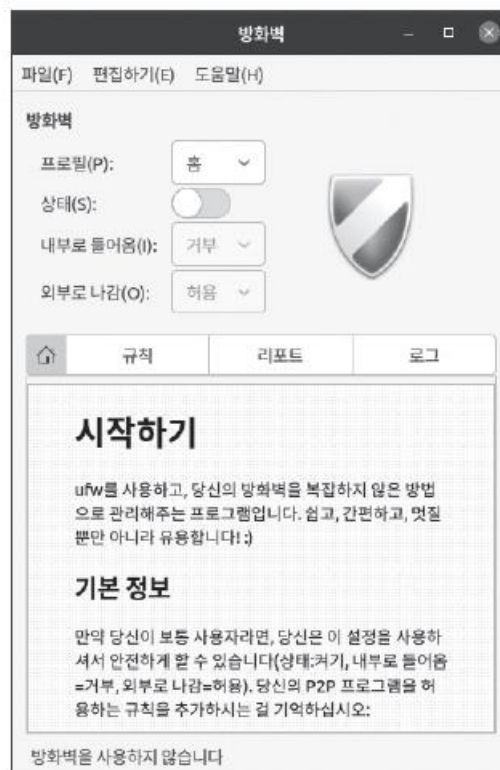 방화벽
파일(F) 편집하기(E) 도움말(H)
방화벽
프로필(P): 홈
상태(S):
내부로 들어옴(I): 거부
외부로 나감(O): 허용
규칙 리포트 로그
시작하기
ufw를 사용하고, 당신의 방화벽을 복잡하지 않은 방법
으로 관리해주는 프로그램입니다. 쉽고, 간편하고, 멋질
뿐만 아니라 유용합니다! :)
기본 정보
만약 당신이 보통 사용자라면, 당신은 이 설정을 사용하
셔서 안전하게 할 수 있습니다(상태:켜기, 내부로 들어옴
=거부, 외부로 나감=허용). 당신의 P2P 프로그램을 허
용하는 규칙을 추가하시는 걸 기억하십시오:
방화벽을 사용하지 않습니다